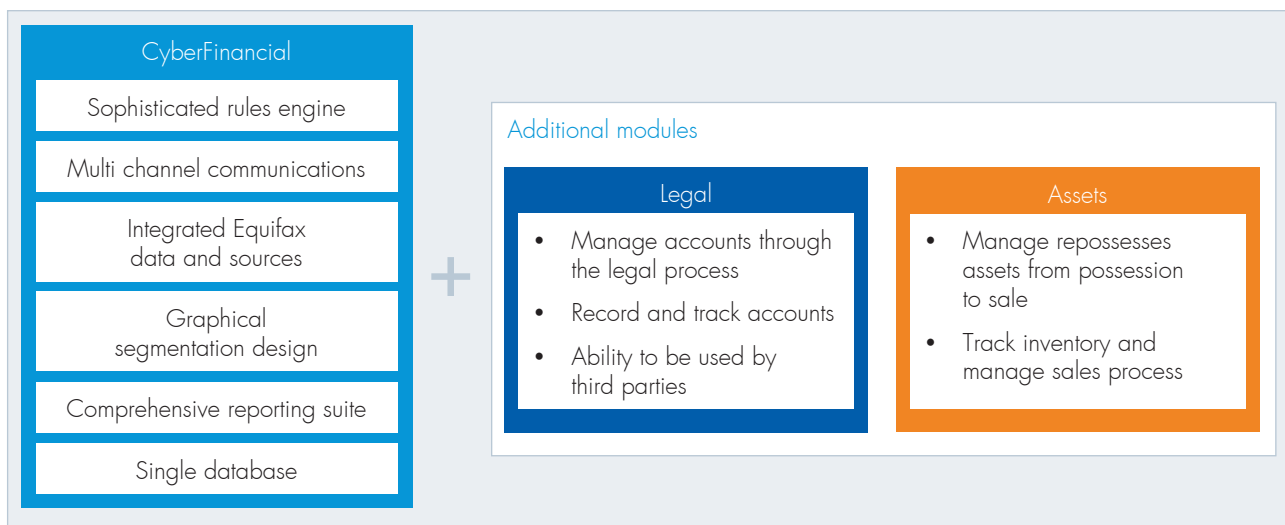 CyberFinancial
Sophisticated rules engine
Multi channel communications
Integrated Equifax
data and sources
Graphical
segmentation design
Comprehensive reporting suite
Single database
+
Additional modules
Legal
• Manage accounts through
the legal process
• Record and track accounts
• Ability to be used by
third parties
Assets
• Manage repossesses
assets from possession
to sale
• Track inventory and
manage sales process